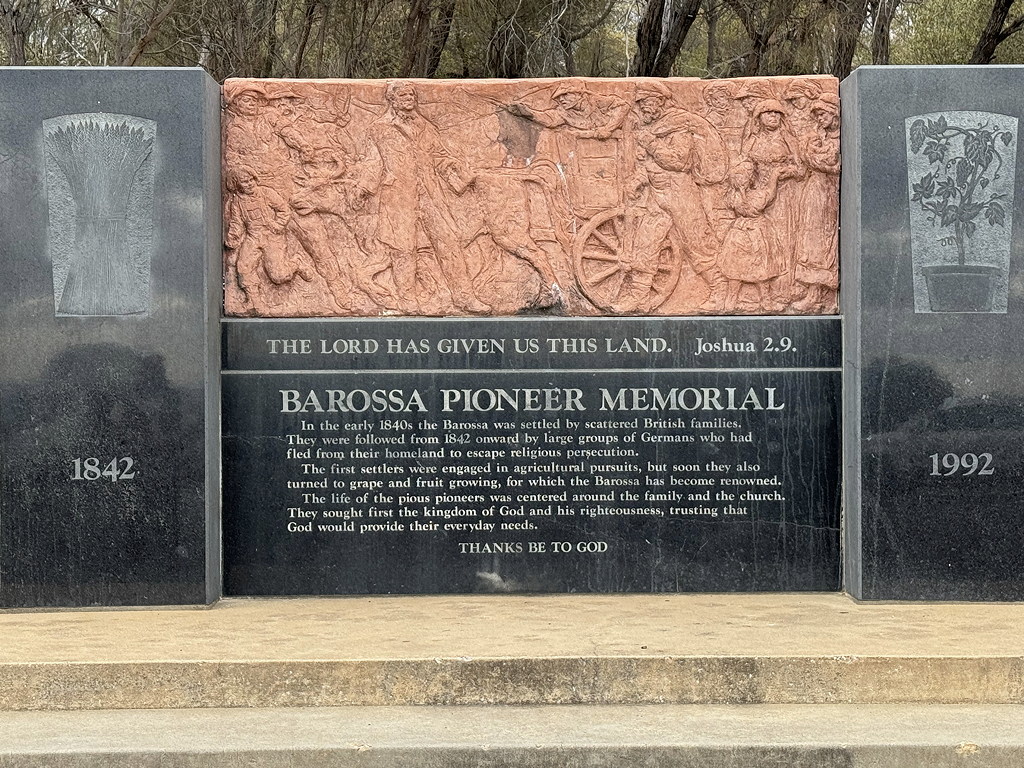 THE LORD HAS GIVEN US THIS LAND. Joshua 2.9.
BAROSSA PIONEER MEMORIAL
In the early 1840s the Barossa was settled by scattered British families.
They were followed from 1842 onward by large groups of Germans who had
fled from their homeland to escape religious persecution.
The first settlers were engaged in agricultural pursuits, but soon they also
turned to grape and fruit growing, for which the Barossa has become renowned.
The life of the pious pioneers was centered around the family and the church.
They sought first the kingdom of God and his righteousness, trusting that
God would provide their everyday needs.
THANKS BE TO GOD
1842
1992